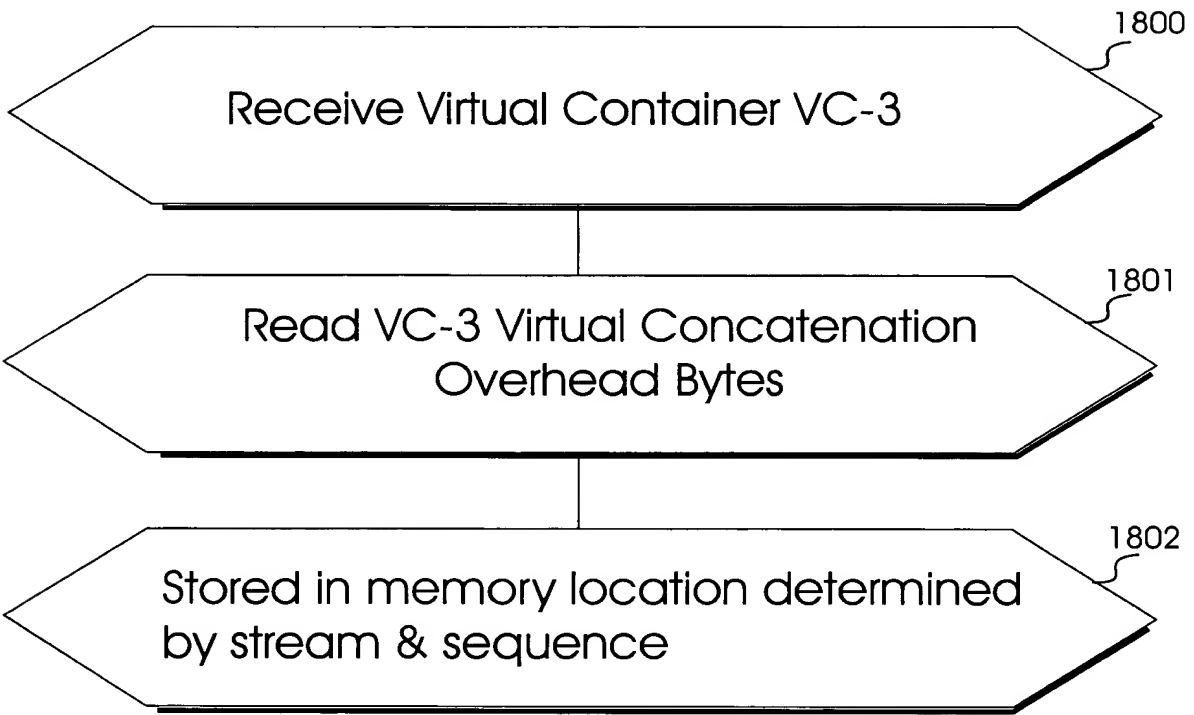 1800
Receive Virtual Container VC-3
1801
Read VC-3 Virtual Concatenation
Overhead Bytes
1802
Stored in memory location determined
by stream & sequence